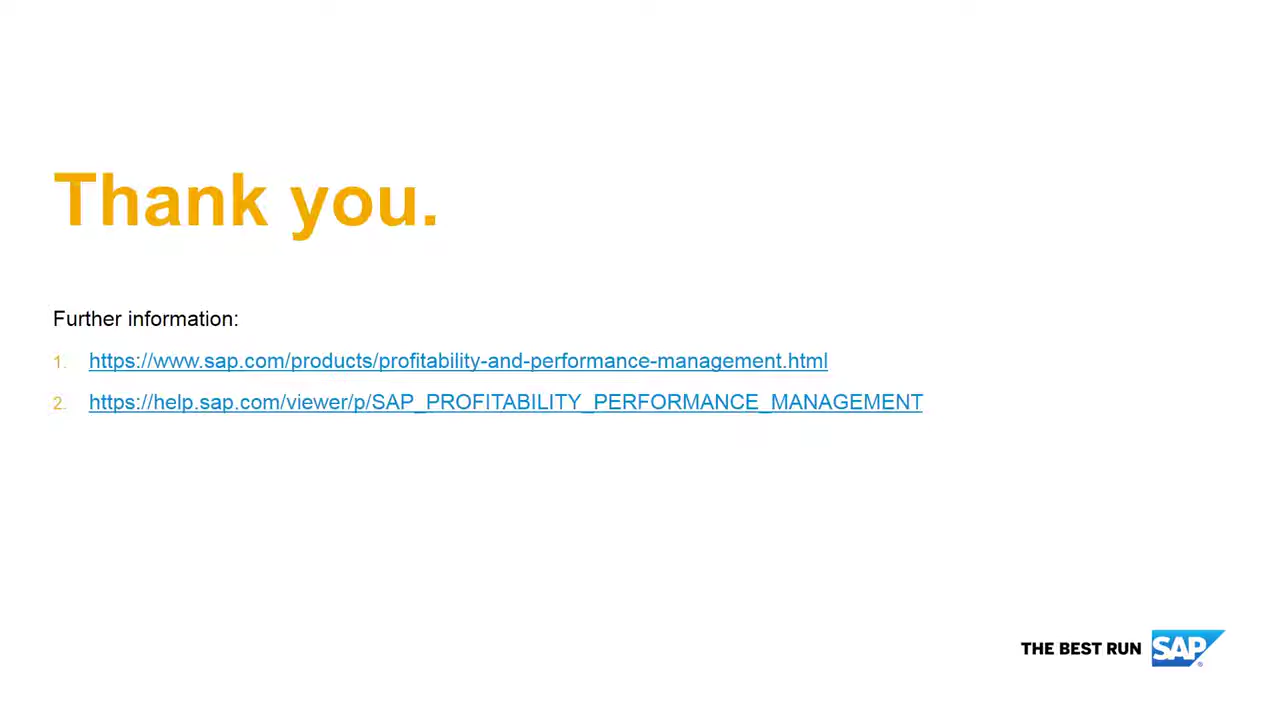 Thank you.
Further information:
1. https://www.sap.com/products/profitability-and-performance-management.html
2. https://help.sap.com/viewer/p/SAP_PROFITABILITY_PERFORMANCE_MANAGEMENT
THE BEST RUN SAP®